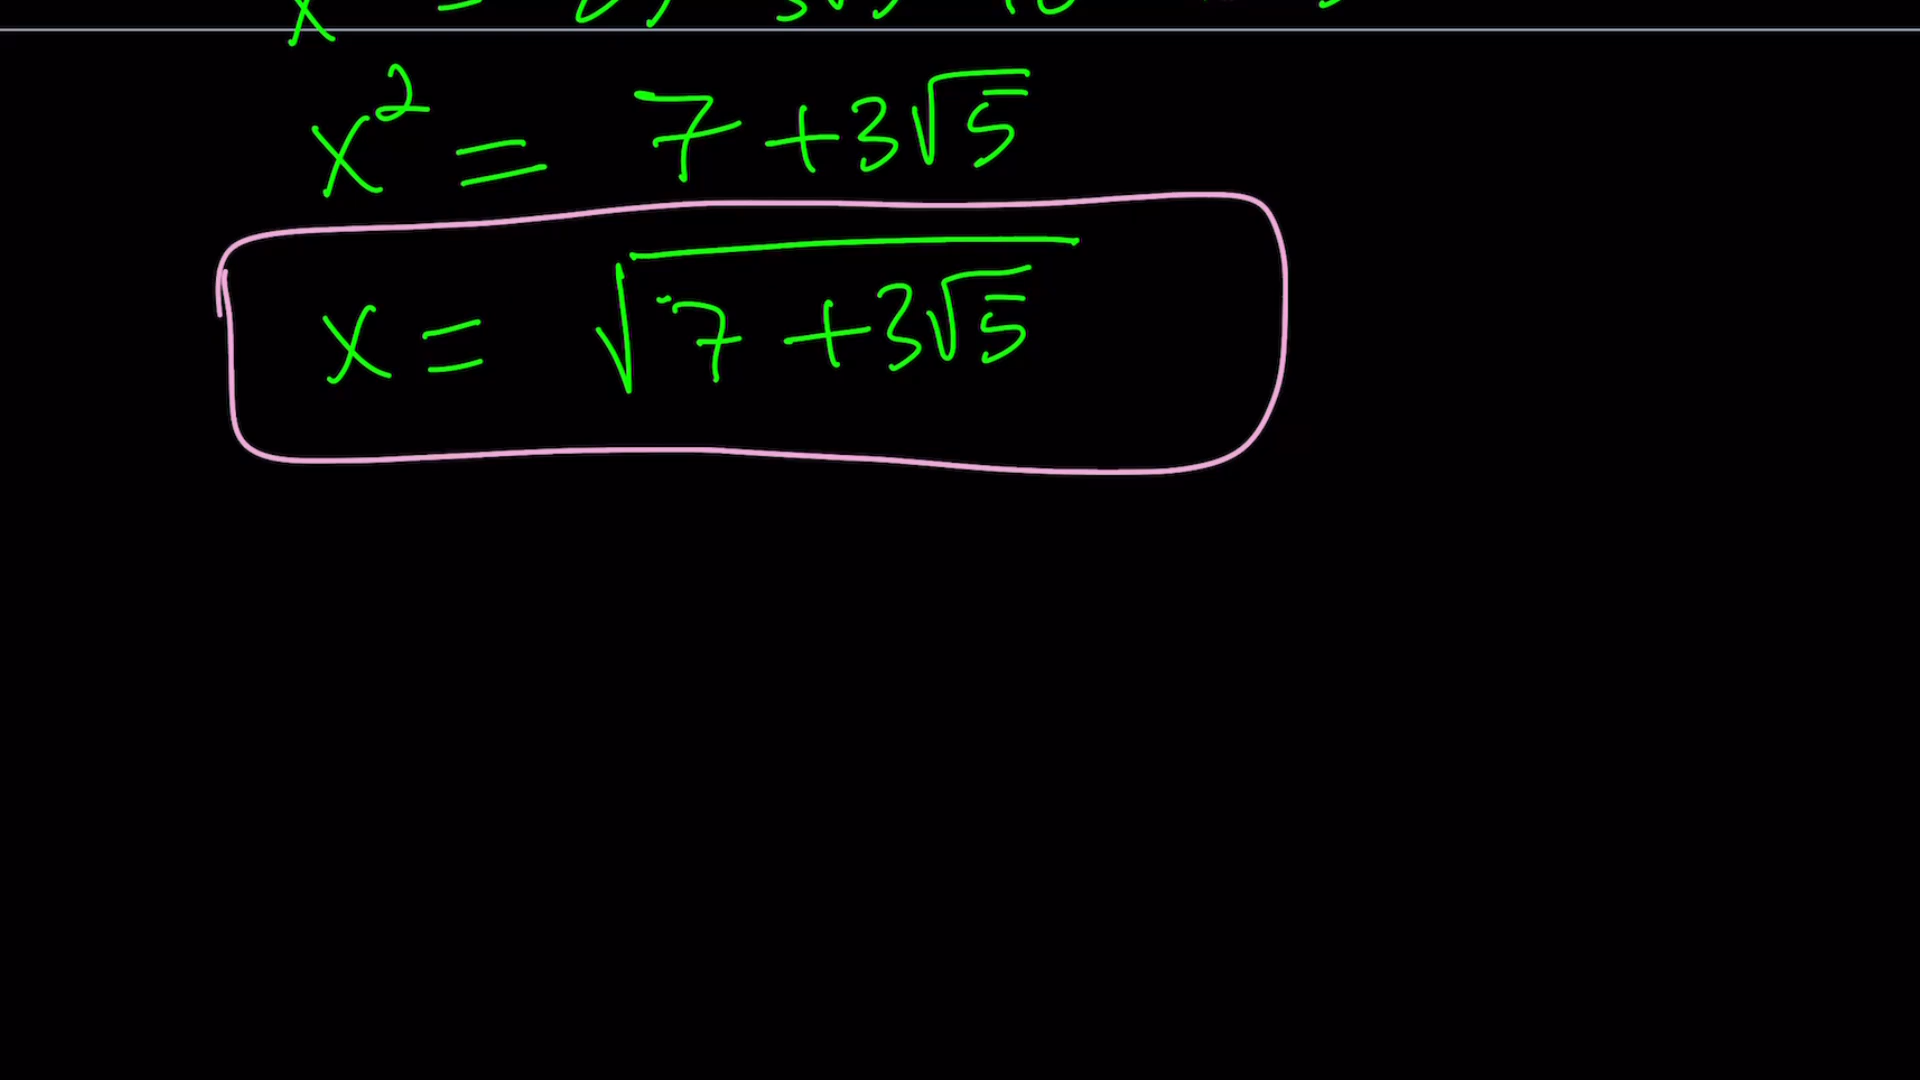 x² = 7 + 3√5
x = √(7 + 3√5)